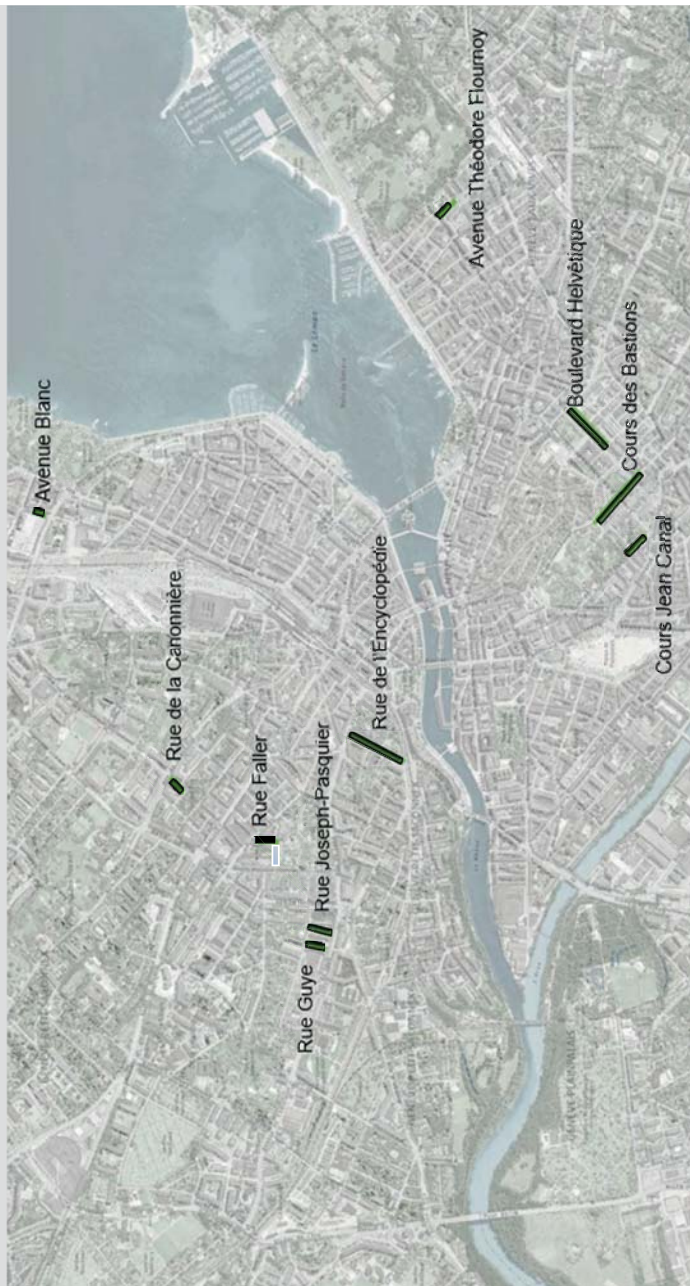 Avenue Blanc
Rue de la Canonnière
Rue Faller
Rue Guye
Rue Joseph-Pasquier
Rue de l'Encyclopédie
Avenue Théodore Flournoy
Boulevard Helvétique
Cours des Bastions
Cours Jean Canal